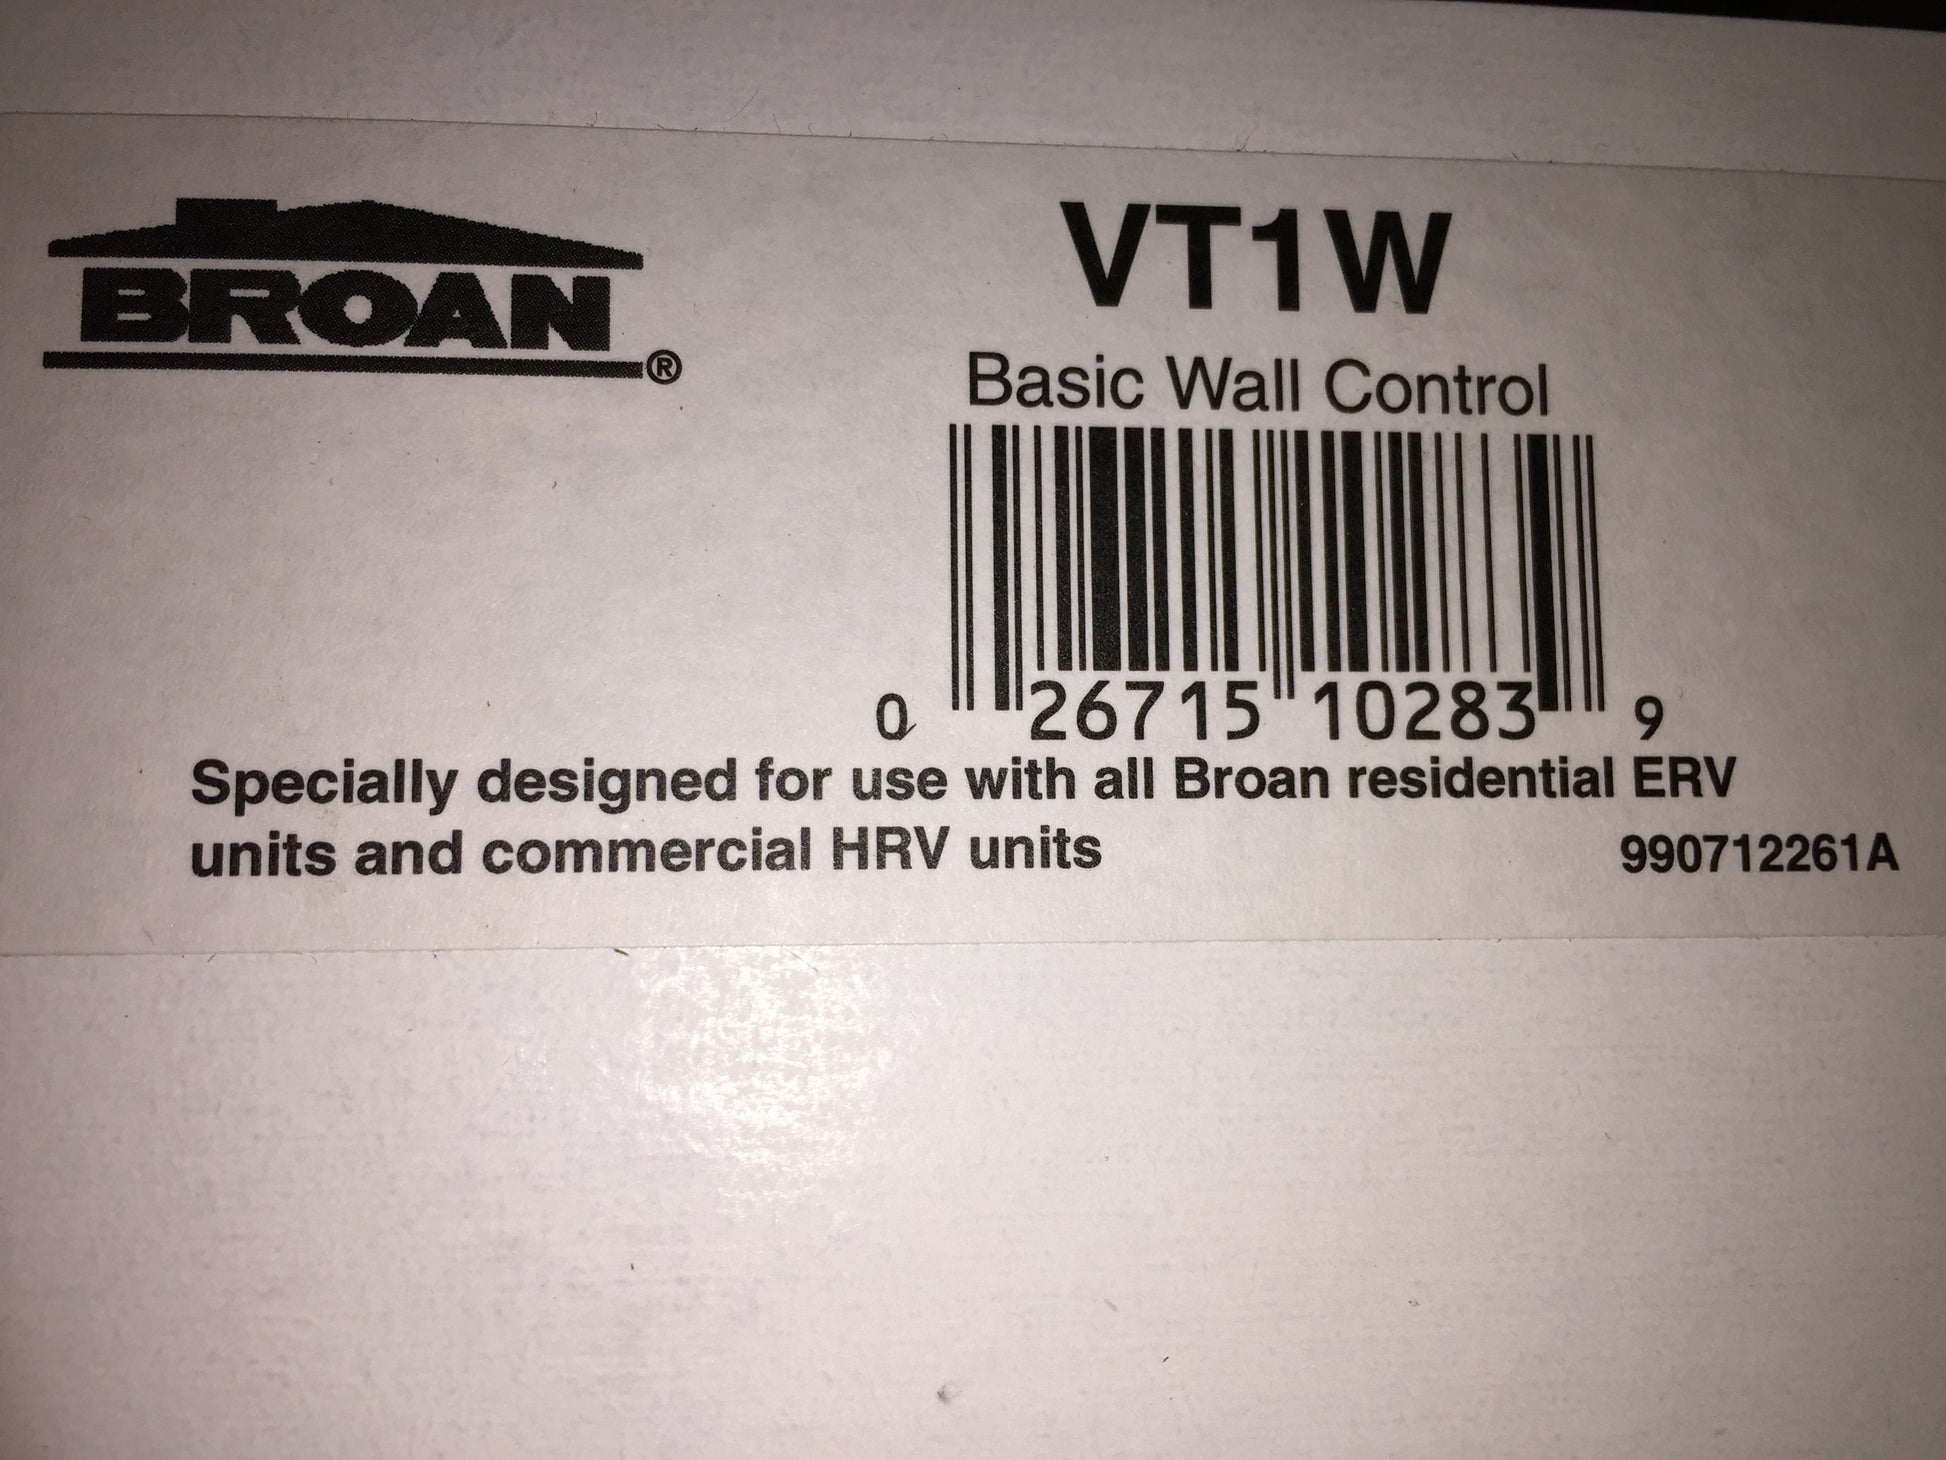 BROAN®
VT1W
Basic Wall Control
0 26715 10283 9
Specially designed for use with all Broan residential ERV
units and commercial HRV units
990712261A